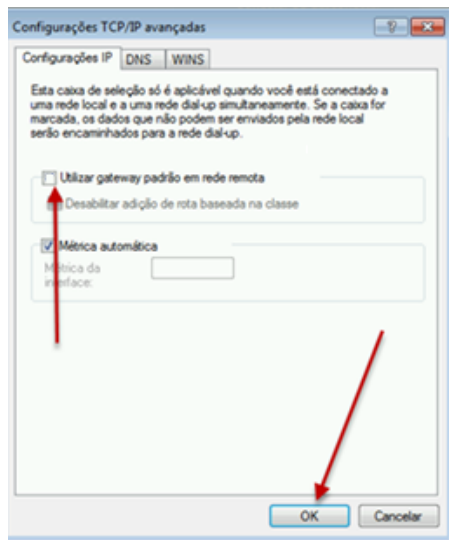 Configurações TCP/IP avançadas
Configurações IP DNS WINS
Esta caixa de seleção só é aplicável quando você está conectado a
uma rede local e a uma rede dial-up simultaneamente. Se a caixa for
marcada, os dados que não podem ser enviados pela rede local
serão encaminhados para a rede dial-up.
Utilizar gateway padrão em rede remota
Desabilitar adição de rota baseada na classe
Métrica automática
Métrica da
interface:
OK Cancelar